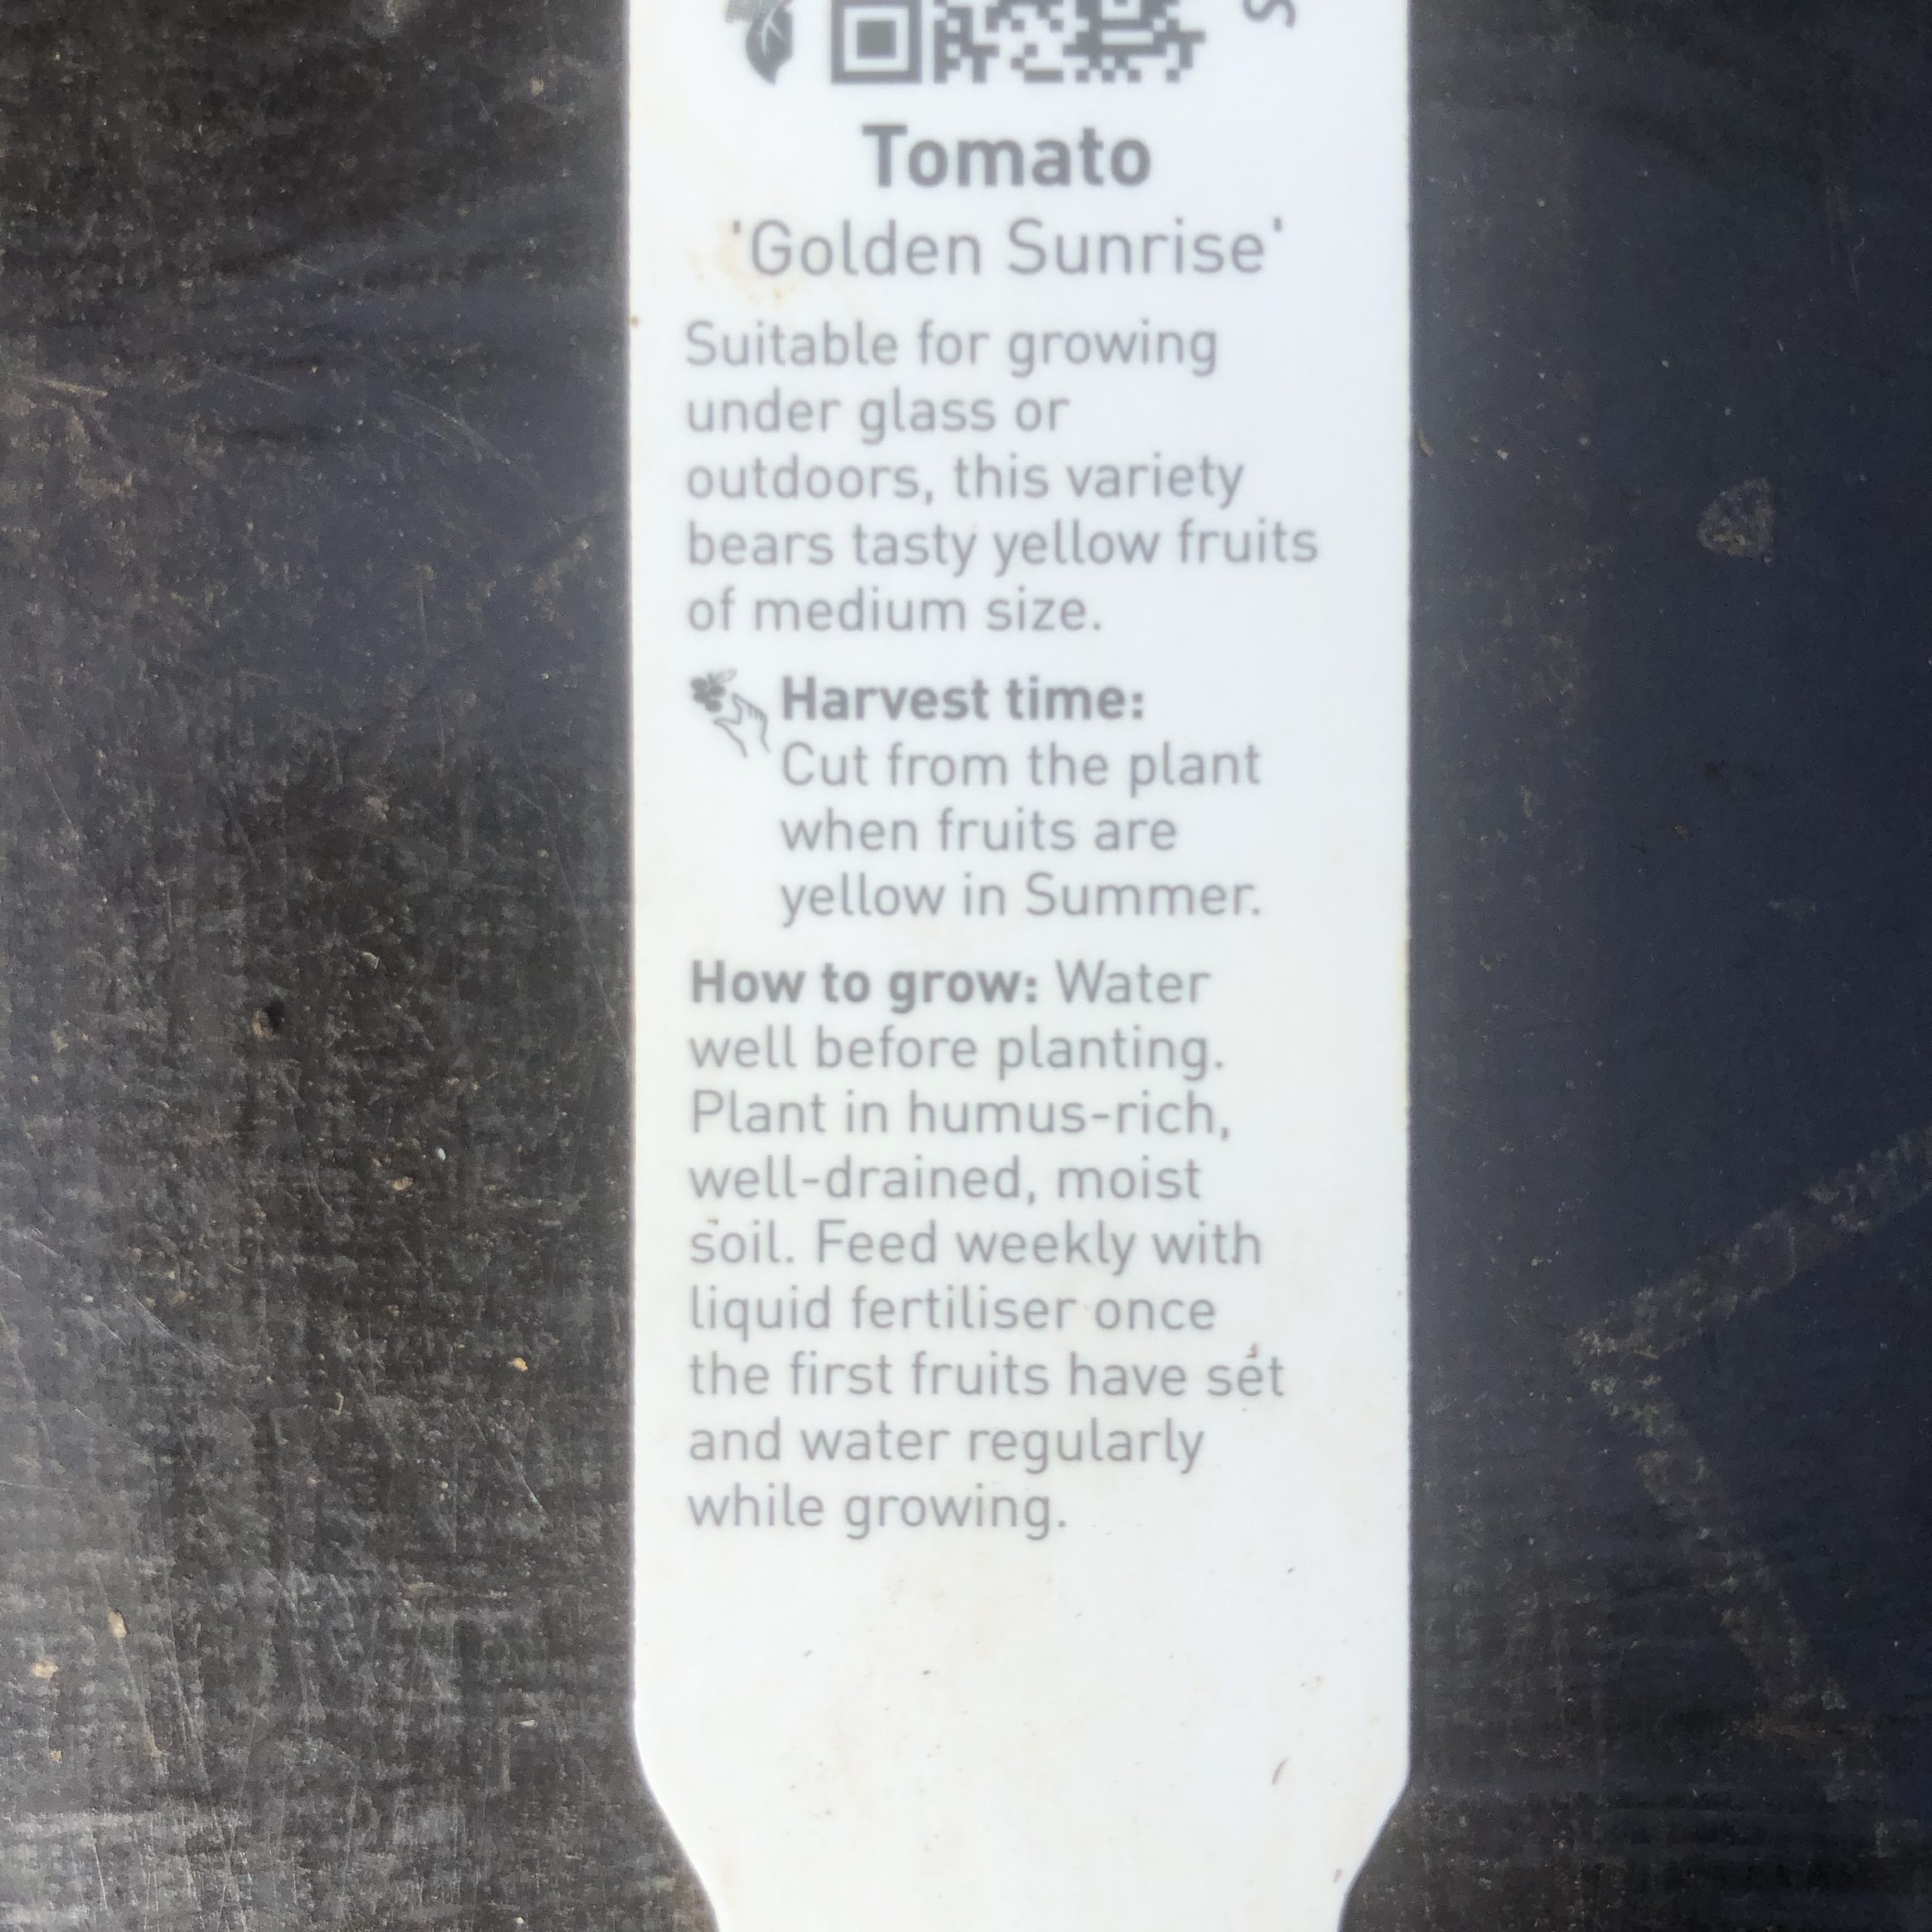 Tomato
'Golden Sunrise'
Suitable for growing
under glass or
outdoors, this variety
bears tasty yellow fruits
of medium size.
Harvest time:
Cut from the plant
when fruits are
yellow in Summer.
How to grow: Water
well before planting.
Plant in humus-rich,
well-drained, moist
soil. Feed weekly with
liquid fertiliser once
the first fruits have set
and water regularly
while growing.